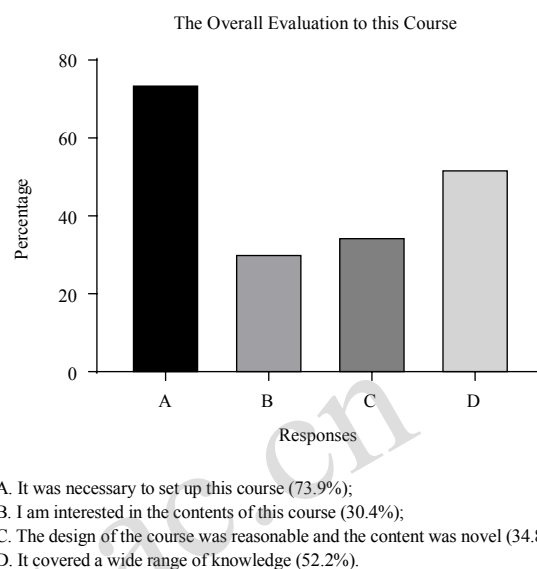 The Overall Evaluation to this Course
80
60
40
20
0
Percentage
A B C D
Responses
A. It was necessary to set up this course (73.9%);
B. I am interested in the contents of this course (30.4%);
C. The design of the course was reasonable and the content was novel (34.8
D. It covered a wide range of knowledge (52.2%).
ac.cn